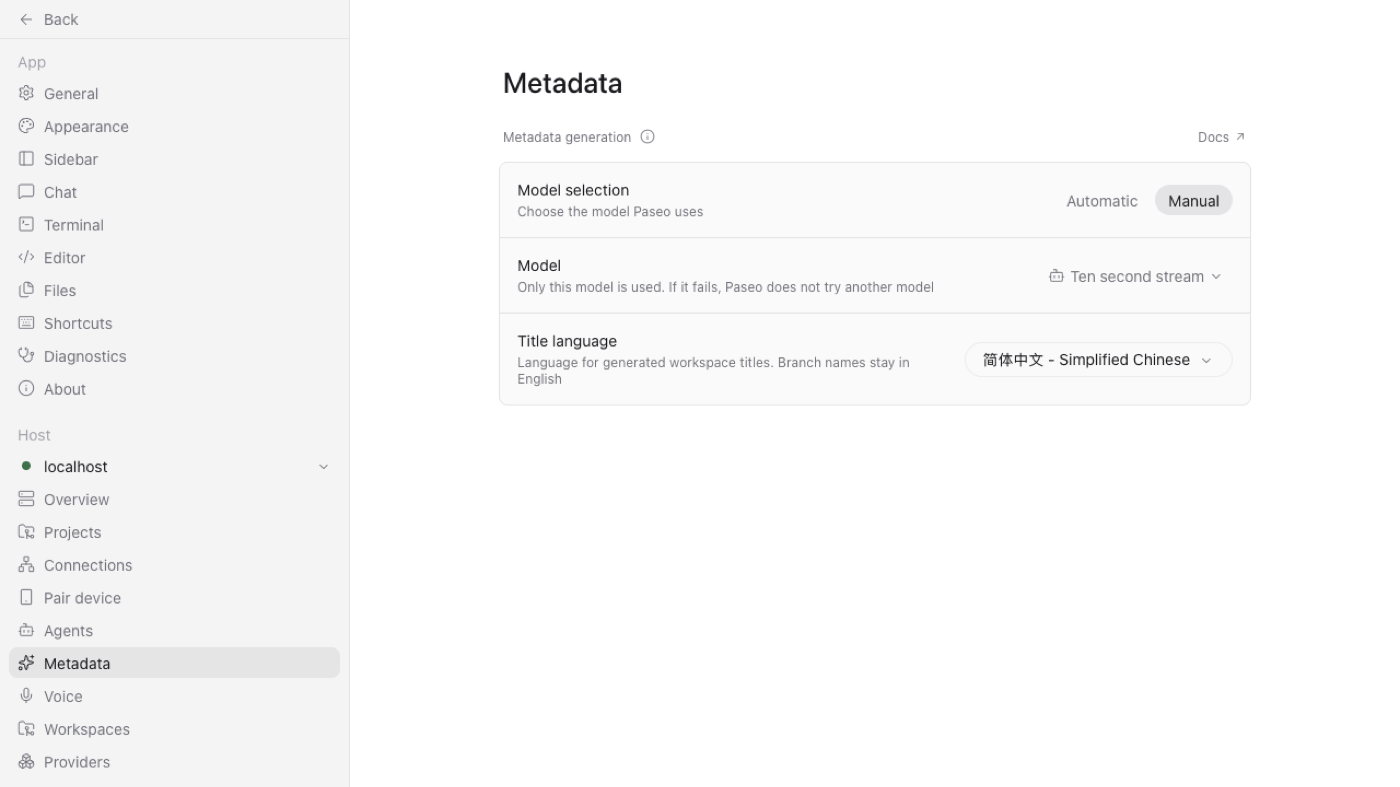 Back
App
General
Appearance
Sidebar
Chat
Terminal
Editor
Files
Shortcuts
Diagnostics
About
Host
localhost
Overview
Projects
Connections
Pair device
Agents
Metadata
Voice
Workspaces
Providers
Metadata
Metadata generation
Docs
Model selection
Choose the model Paseo uses
Automatic
Manual
Model
Only this model is used. If it fails, Paseo does not try another model
Ten second stream
Title language
Language for generated workspace titles. Branch names stay in
English
简体中文 - Simplified Chinese